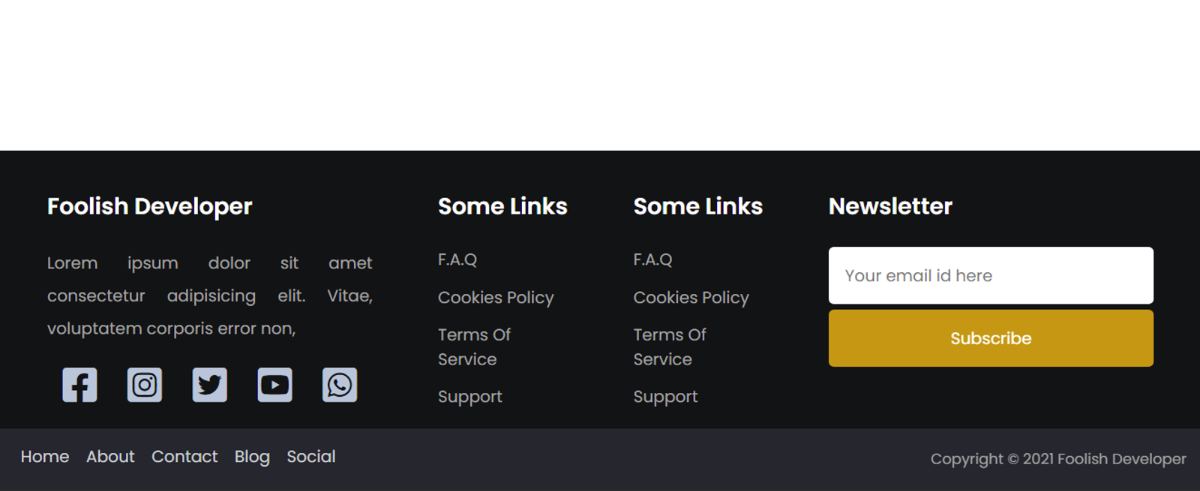 Foolish Developer
Lorem ipsum dolor sit amet
consectetur adipisicing elit. Vitae,
voluptatem corporis error non,
Some Links
F.A.Q
Cookies Policy
Terms Of
Service
Support
Some Links
F.A.Q
Cookies Policy
Terms Of
Service
Support
Newsletter
Your email id here
Subscribe
Home About Contact Blog Social
Copyright © 2021 Foolish Developer